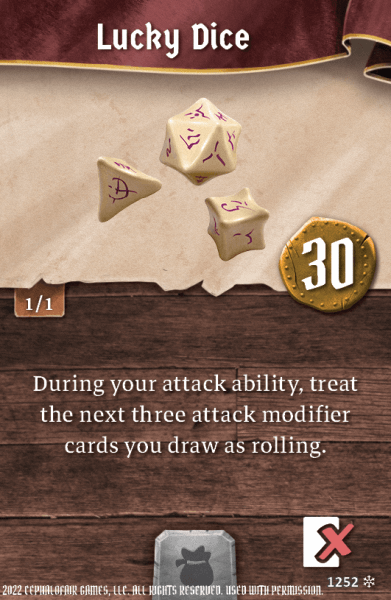 Lucky Dice
30
1/1
During your attack ability, treat
the next three attack modifier
cards you draw as rolling.
1252
2022 CEPHALOFAIR GAMES, LLC. ALL RIGHTS RESERVED. USED WITH PERMISSION.